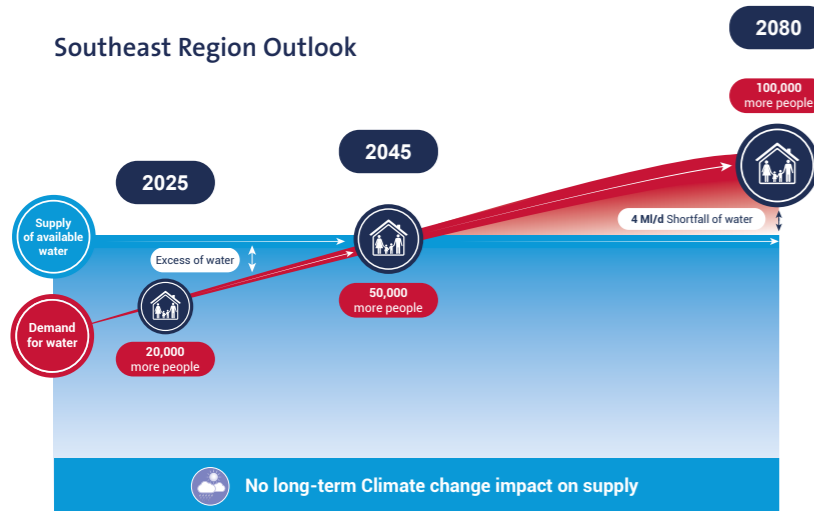 Southeast Region Outlook
2080
100,000
more people
2045
2025
Supply
of available
water
4 Ml/d Shortfall of water
Excess of water
50,000
more people
Demand
for water
20,000
more people
No long-term Climate change impact on supply